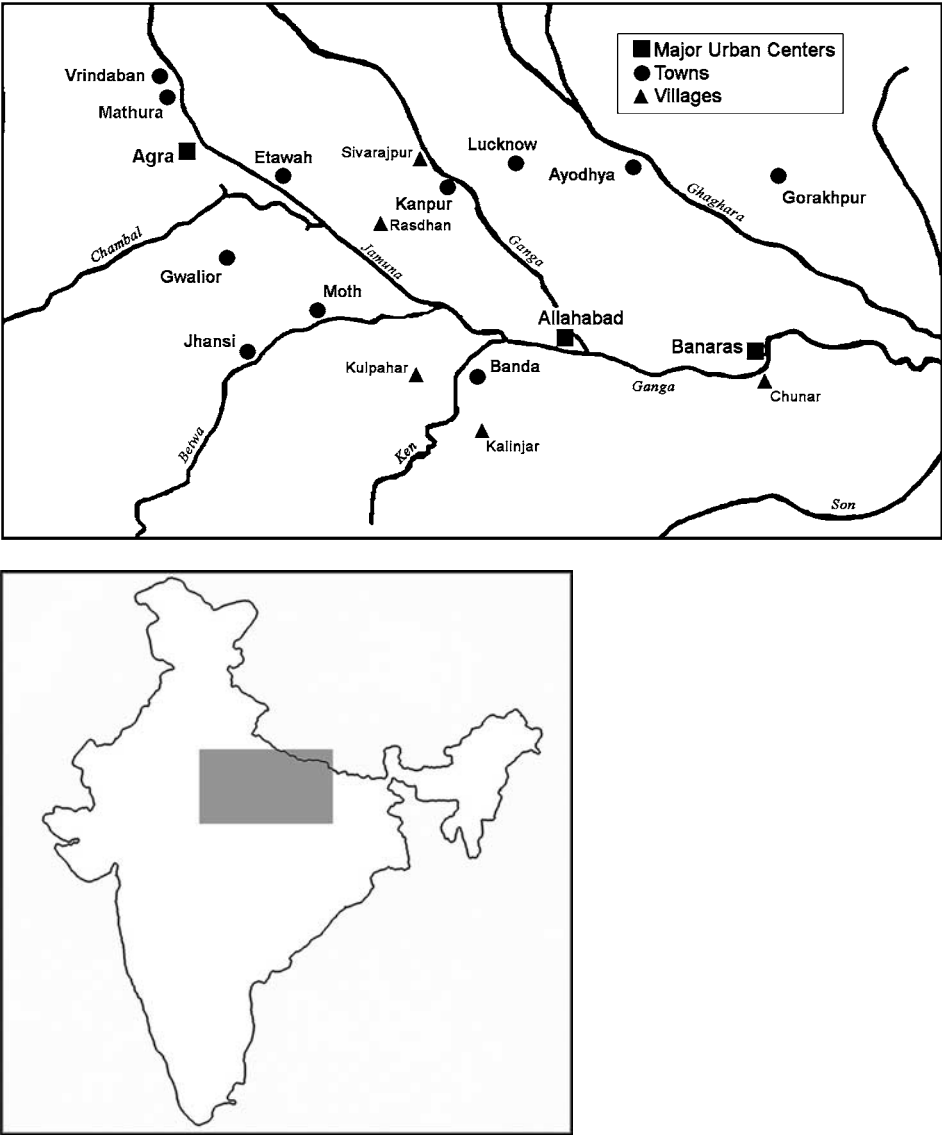 Major Urban Centers
Towns
Villages
Vrindaban
Mathura
Agra
Etawah
Sivarajpur
Lucknow
Ayodhya
Gorakhpur
Kanpur
Rasdhan
Ghaghara
Chambal
Ganga
Jamuna
Gwalior
Moth
Allahabad
Jhansi
Banaras
Kulpahar
Banda
Ganga
Chunar
Betwa
Ken
Kalinjar
Son